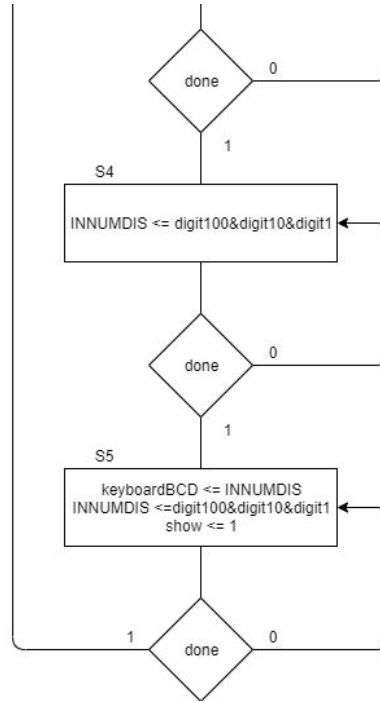 done
0
1
S4
INNUMDIS <= digit100&digit10&digit1
done
0
1
S5
keyboardBCD <= INNUMDIS
INNUMDIS <=digit100&digit10&digit1
show <= 1
1
done
0